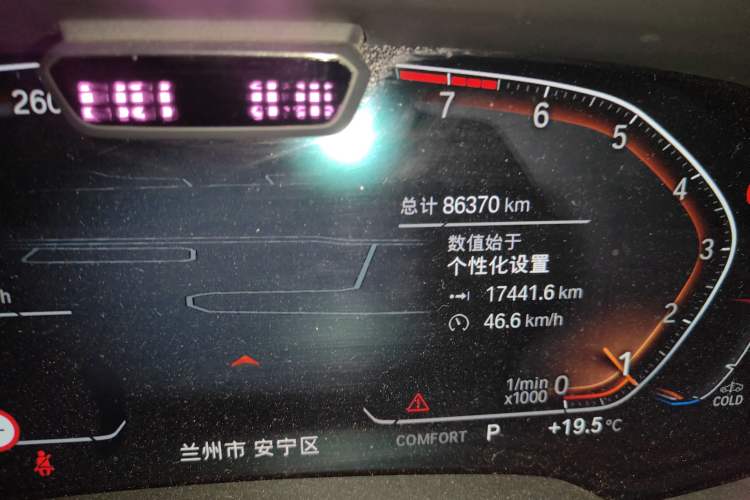 260
7
6
5
4
3
2
1
0
总计 86370 km
数值始于
个性化设置
17441.6 km
46.6 km/h
1/min
x1000
h
COLD
COMFORT P +19.5°C
兰州市 安宁区